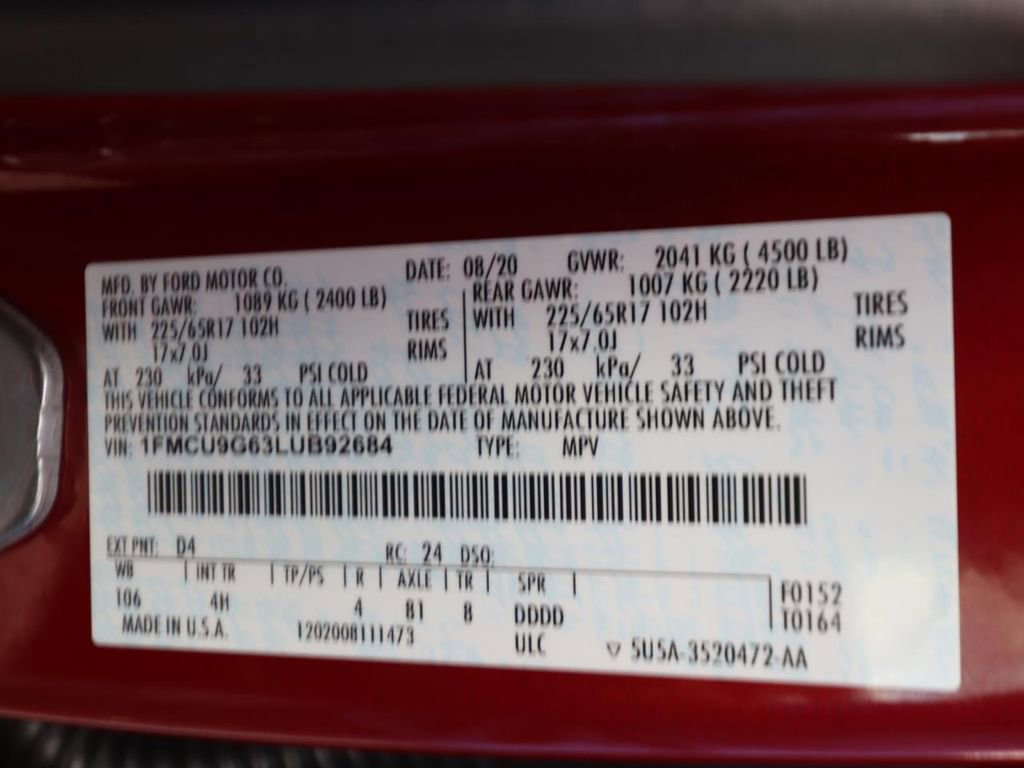 MFD. BY FORD MOTOR CO. DATE: 08/20 GVWR: 2041 KG ( 4500 LB)
FRONT GAWR: 1089 KG ( 2400 LB) REAR GAWR: 1007 KG ( 2220 LB)
WITH 225/65R17 102H TIRES WITH 225/65R17 102H TIRES
17x7.0J RIMS 17x7.0J RIMS
AT 230 kPa/ 33 PSI COLD AT 230 kPa/ 33 PSI COLD
THIS VEHICLE CONFORMS TO ALL APPLICABLE FEDERAL MOTOR VEHICLE SAFETY AND THEFT
PREVENTION STANDARDS IN EFFECT ON THE DATE OF MANUFACTURE SHOWN ABOVE.
VIN: 1FMCU9G63LUB92684 TYPE: MPV
EXT PNT: D4 RC: 24 DSO:
WB INT TR TP/PS R AXLE TR SPR F0152
106 4H 4 81 8 DDDD T0164
MADE IN U.S.A. 1202008111473 ULC ▽ 5U5A-3520472-AA